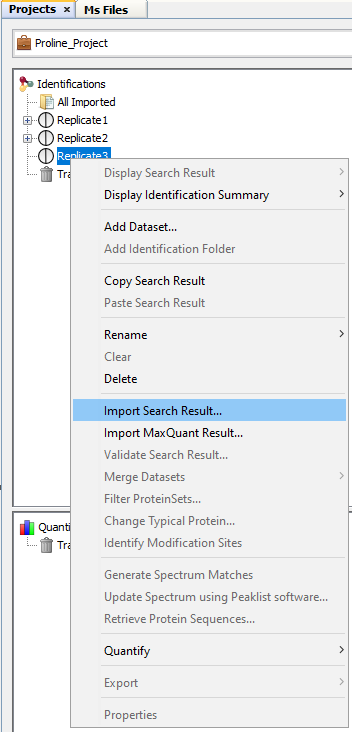 Projects
Ms Files
Proline_Project
Identifications
All Imported
Replicate1
Replicate2
Replicate3
Tra
Display Search Result
Display Identification Summary
Add Dataset...
Add Identification Folder
Copy Search Result
Paste Search Result
Rename
Clear
Delete
Import Search Result...
Import MaxQuant Result...
Validate Search Result...
Merge Datasets
Filter ProteinSets...
Change Typical Protein...
Identify Modification Sites
Quanti
Tra
Generate Spectrum Matches
Update Spectrum using Peaklist software...
Retrieve Protein Sequences...
Quantify
Export
Properties